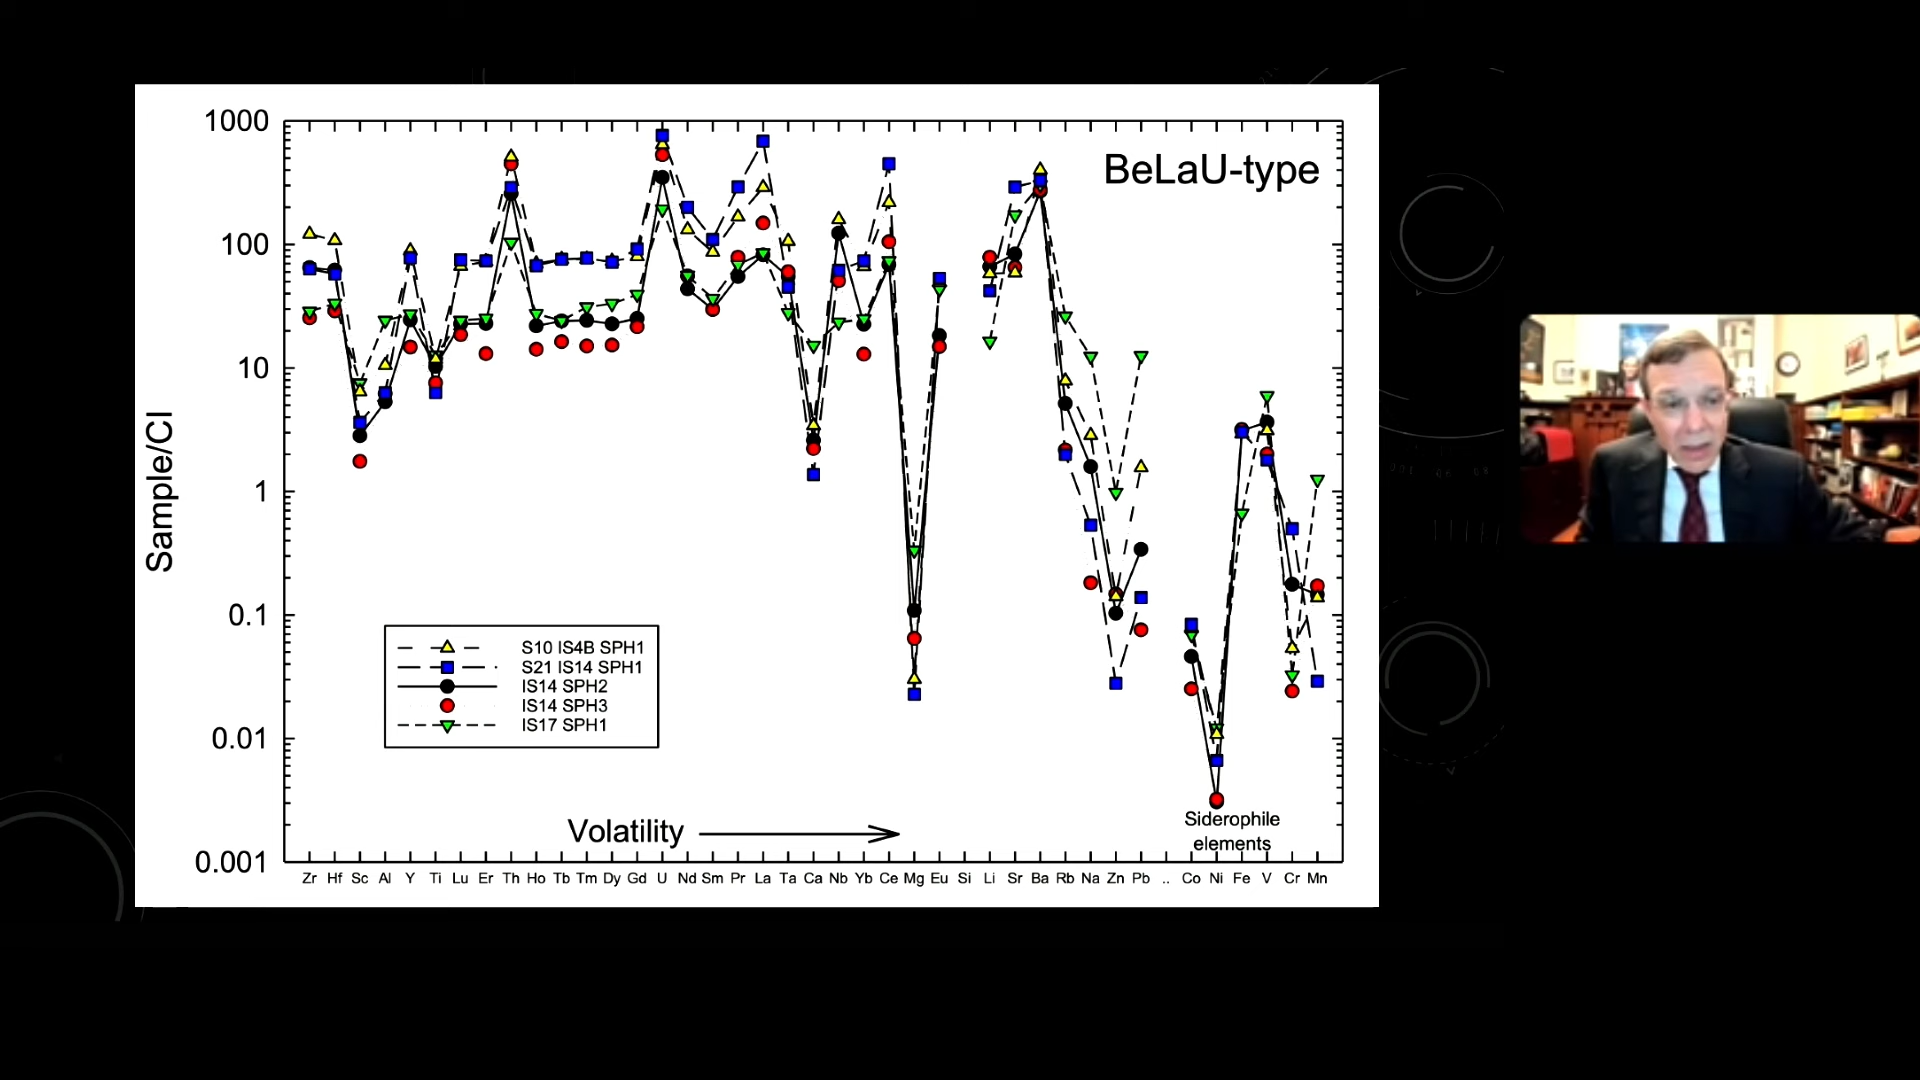 1000
100
10
1
0.1
0.01
0.001
Sample/CI
BeLaU-type
S10 IS4B SPH1
S21 IS14 SPH1
IS14 SPH2
IS14 SPH3
IS17 SPH1
Volatility
Siderophile
elements
Zr Hf Sc Al Y Ti Lu Er Th Ho Tb Tm Dy Gd U Nd Sm Pr La Ta Ca Nb Yb Ce Mg Eu Si Li Sr Ba Rb Na Zn Pb .. Co Ni Fe V Cr Mn